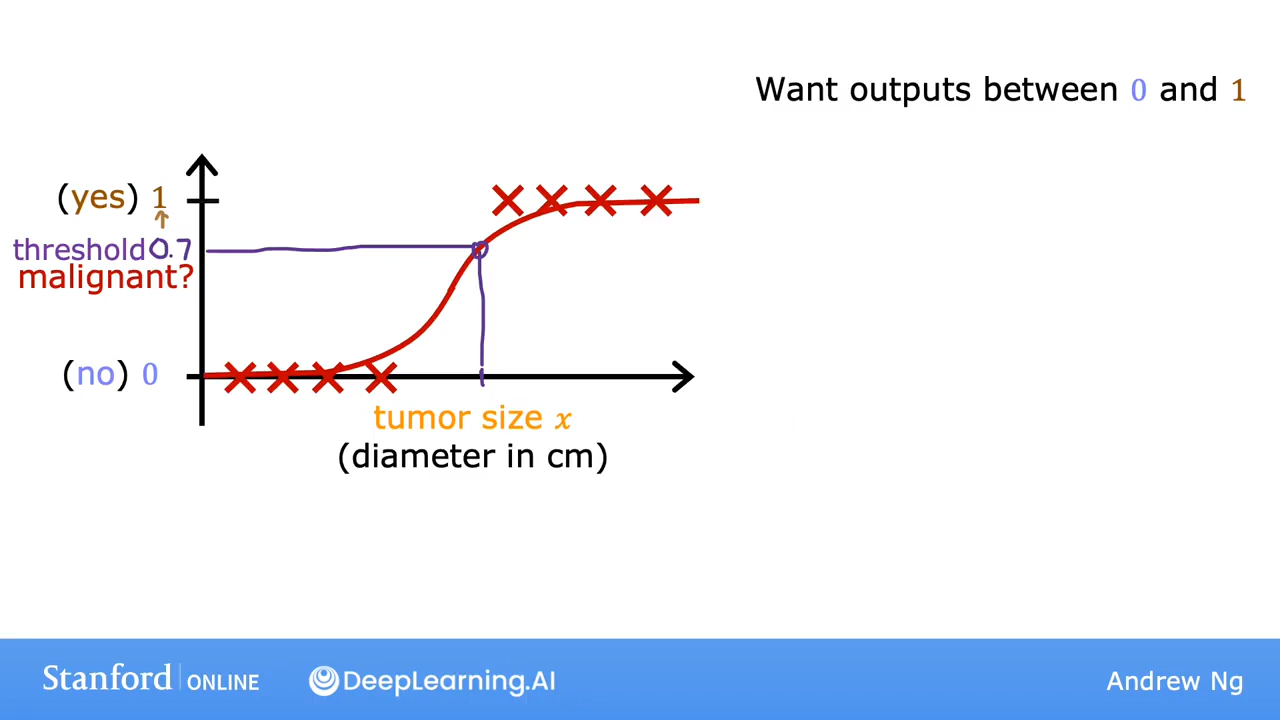 Want outputs between 0 and 1
(yes) 1
threshold 0.7
malignant?
(no) 0
tumor size x
(diameter in cm)
Stanford ONLINE
DeepLearning.AI
Andrew Ng